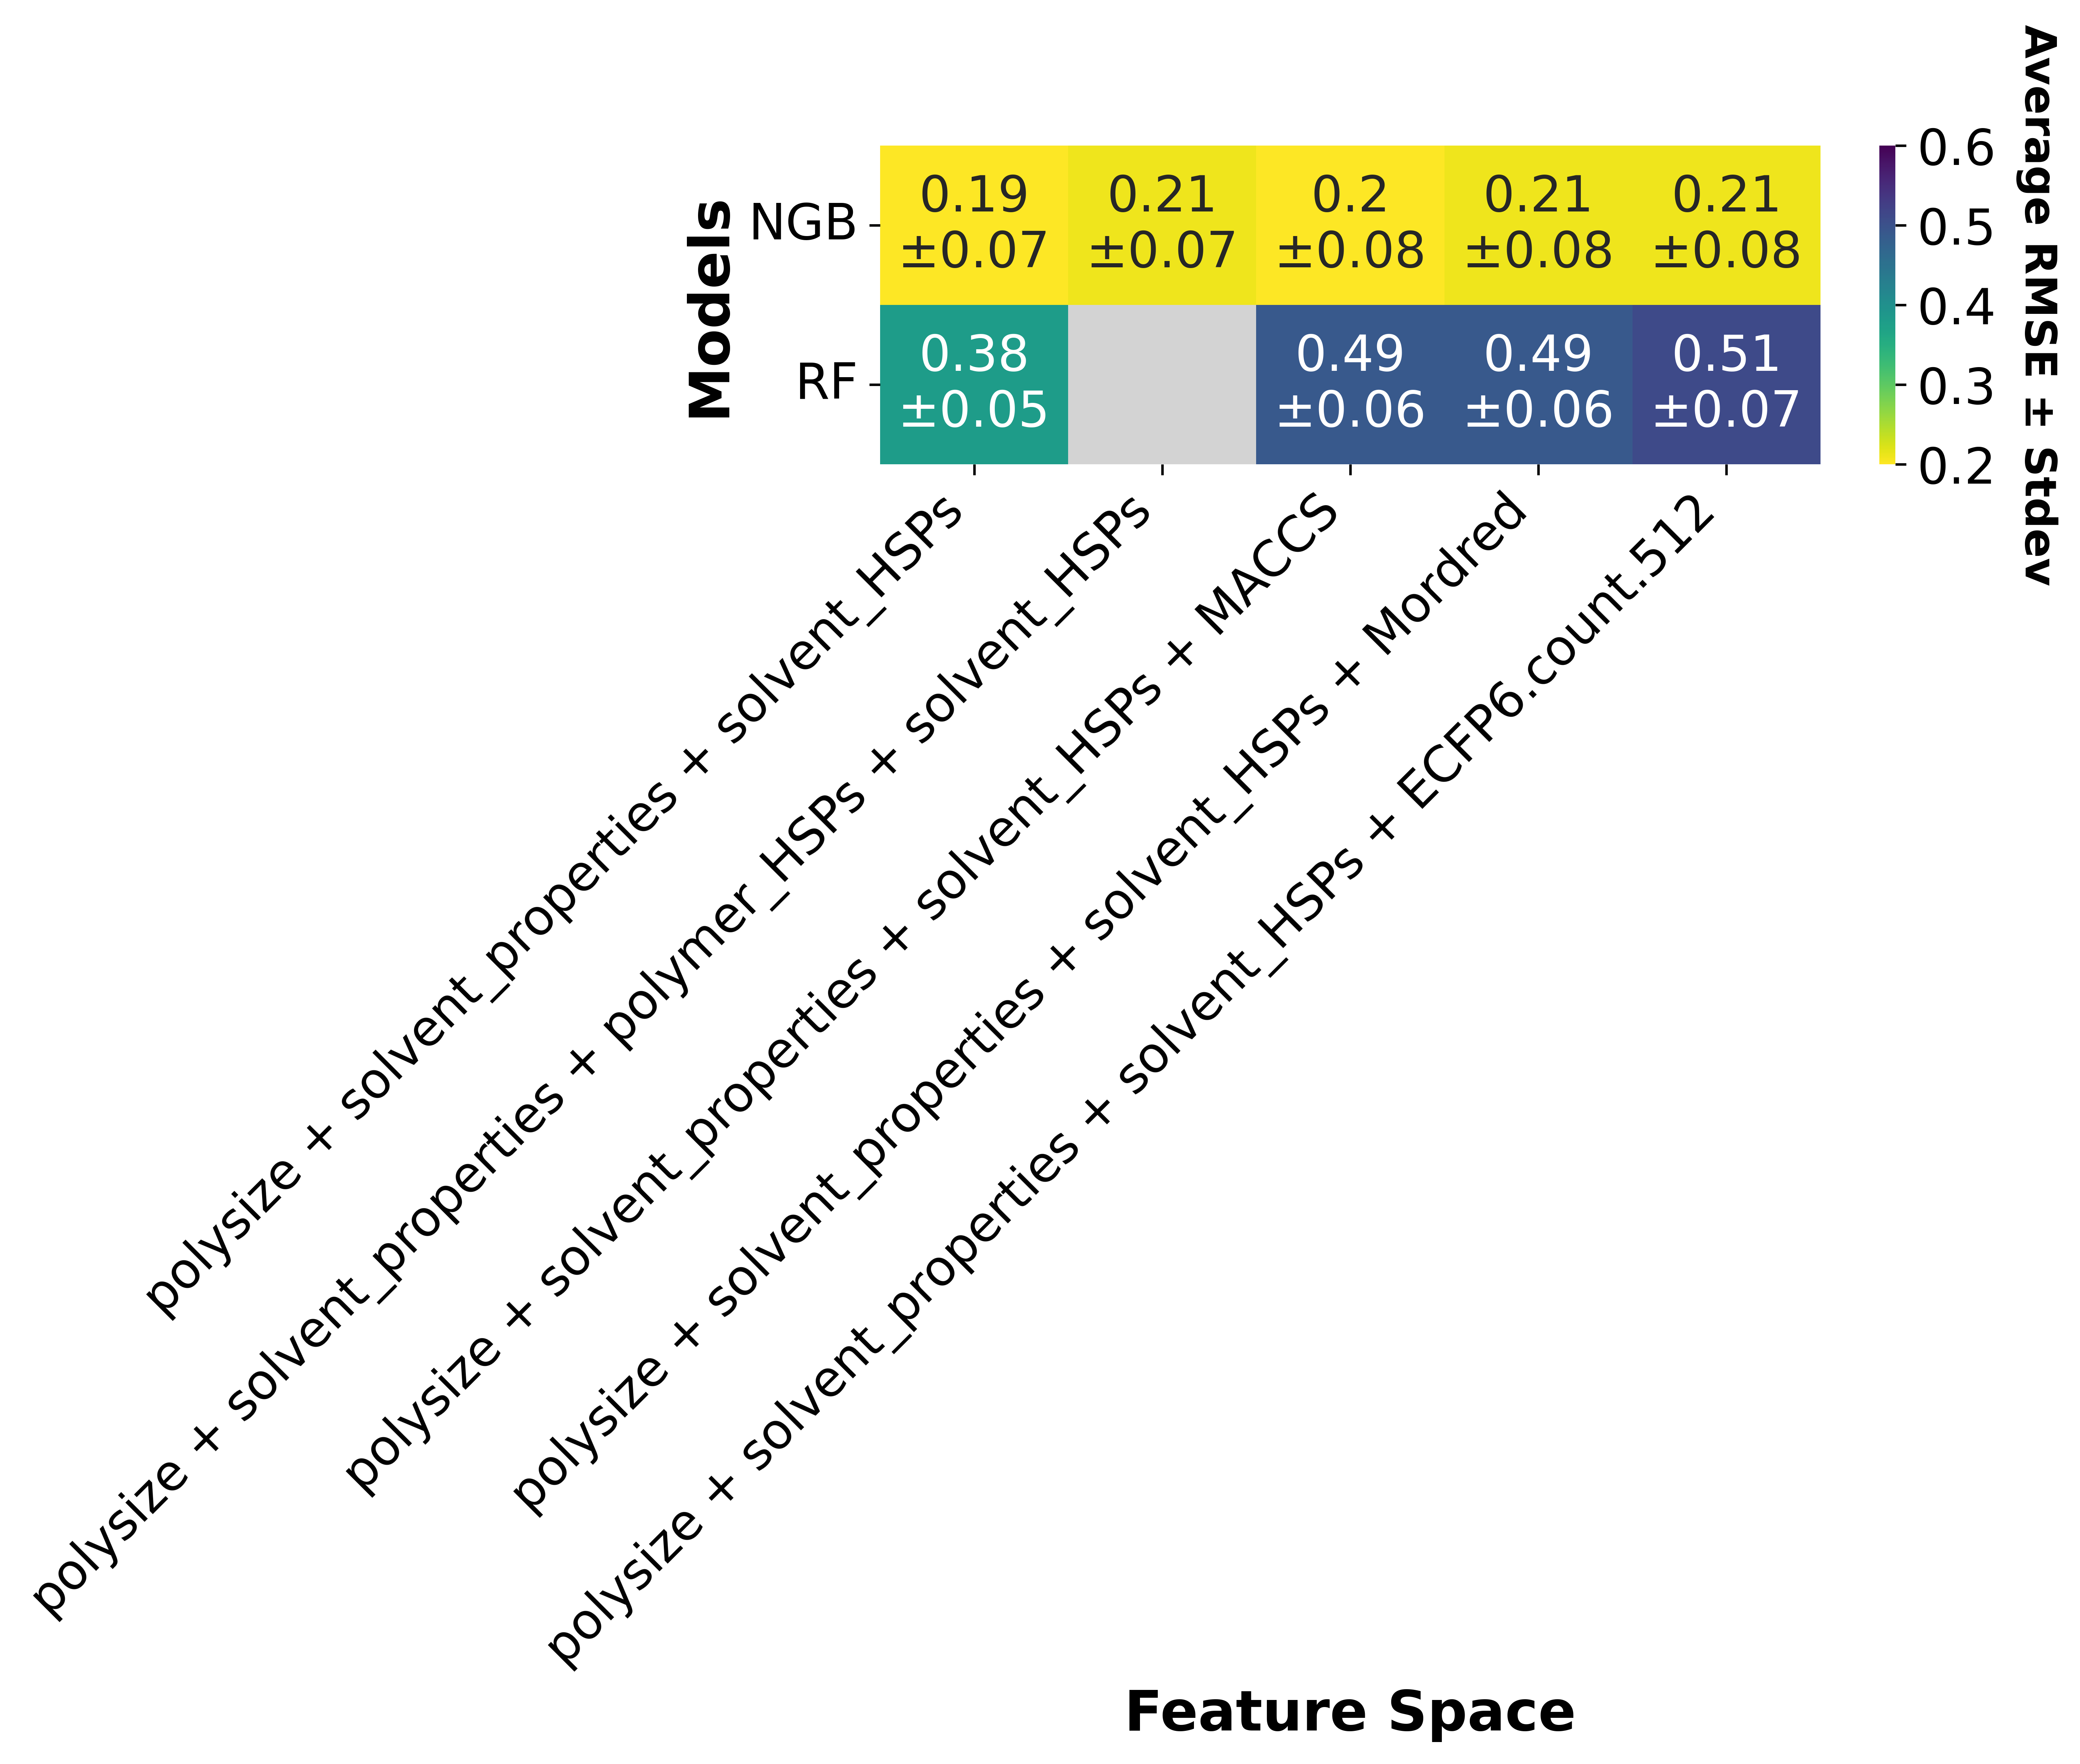 Models
NGB
0.19
±0.07
0.21
±0.07
0.2
±0.08
0.21
±0.08
0.21
±0.08
RF
0.38
±0.05
0.49
±0.06
0.49
±0.06
0.51
±0.07
polysize + solvent_properties + solvent_HSPs
polysize + solvent_properties + polymer_HSPs + solvent_HSPs
polysize + solvent_properties + solvent_HSPs + MACCS
polysize + solvent_properties + solvent_HSPs + Mordred
polysize + solvent_properties + solvent_HSPs + ECFP6.count.512
Feature Space
0.6
0.5
0.4
0.3
0.2
Average RMSE ± Stdev